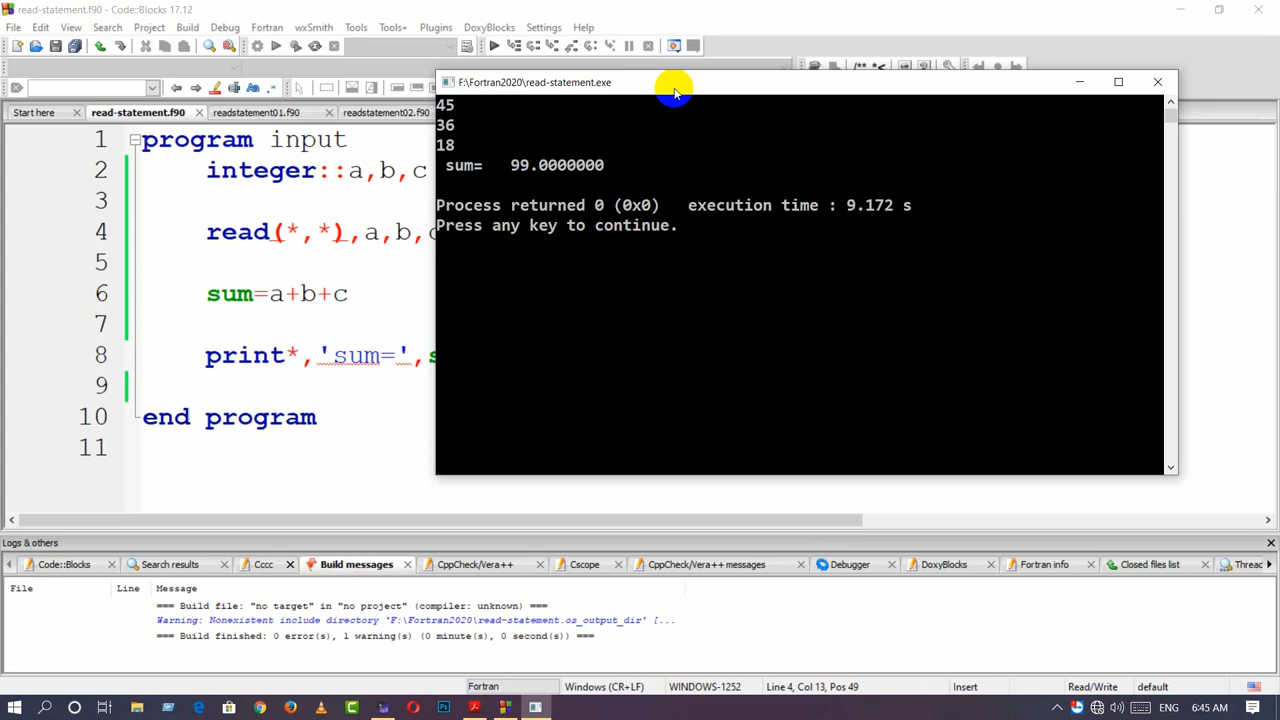 read-statement.f90 - Code::Blocks 17.12
File Edit View Search Project Build Debug Fortran wxSmith Tools Tools+ Plugins DoxyBlocks Settings Help
Start here read-statement.f90 readstatement01.f90 readstatement02.f90
F:\Fortran2020\read-statement.exe
45
36
18
sum= 99.0000000
Process returned 0 (0x0) execution time : 9.172 s
Press any key to continue.
1 program input
2 integer::a,b,c
3
4 read(*,*),a,b,
5
6 sum=a+b+c
7
8 print*,'sum=',
9
10 end program
11
Logs & others
Code::Blocks Search results Cccc Build messages CppCheck/Vera++ Cscope CppCheck/Vera++ messages Debugger DoxyBlocks Fortran info Closed files list Threa
File Line Message
=== Build file: "no target" in "no project" (compiler: unknown) ===
Warning: Nonexistent include directory 'F:\Fortran2020\read-statement.os_output_dir' [...
=== Build finished: 0 error(s), 1 warning(s) (0 minute(s), 0 second(s)) ===
Fortran Windows (CR+LF) WINDOWS-1252 Line 4, Col 13, Pos 49 Insert Read/Write default
ENG 6:45 AM